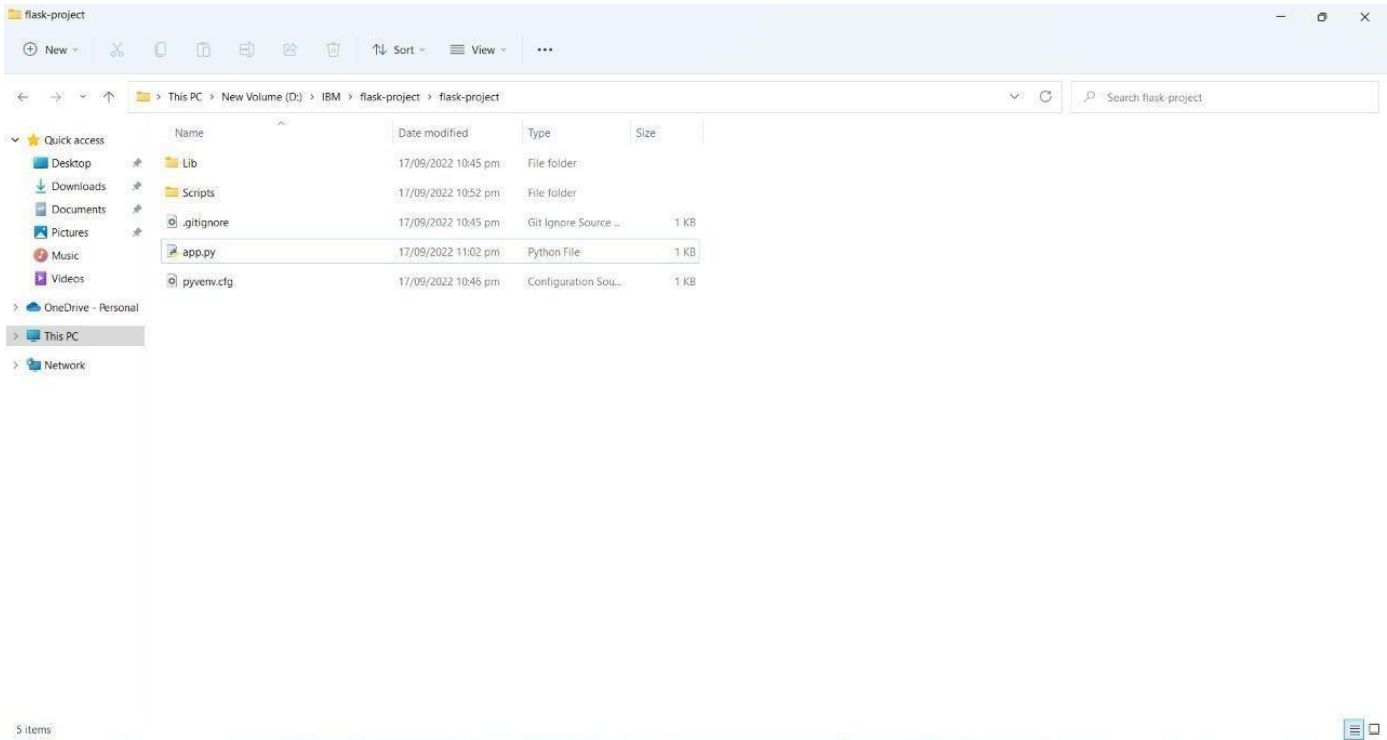 flask-project
New Sort View
This PC > New Volume (D:) > IBM > flask-project > flask-project
Search flask-project
Quick access
Desktop
Downloads
Documents
Pictures
Music
Videos
OneDrive - Personal
This PC
Network
Name Date modified Type Size
Lib 17/09/2022 10:45 pm File folder
Scripts 17/09/2022 10:52 pm File folder
.gitignore 17/09/2022 10:45 pm Git Ignore Source ... 1 KB
app.py 17/09/2022 11:02 pm Python File 1 KB
pyvenv.cfg 17/09/2022 10:46 pm Configuration Sou... 1 KB
5 items